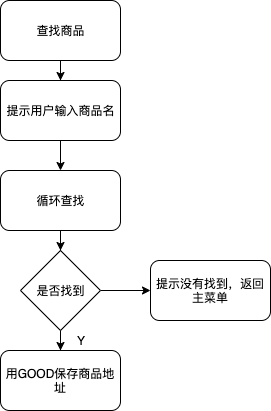 查找商品
提示用户输入商品名
循环查找
是否找到
提示没有找到，返回
主菜单
Y
用GOOD保存商品地
址